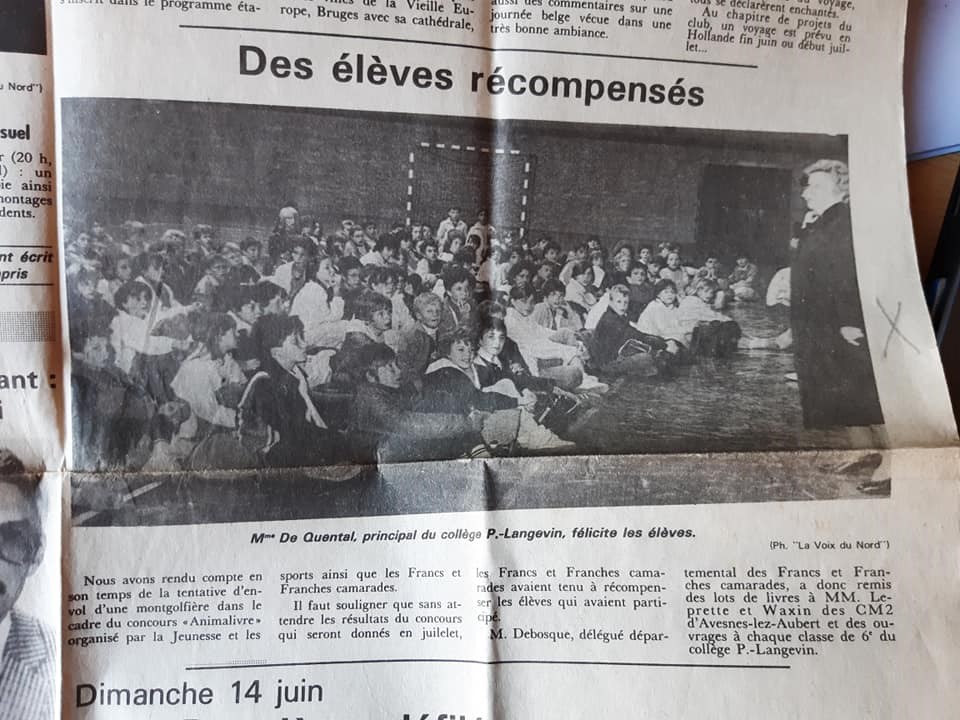 s'inscrit dans le programme éta-
rope, Bruges avec sa cathédrale,
aussi des commentaires sur une
journée belge vécue dans une
très bonne ambiance.
se déclarèrent enchantés.
Au chapitre de projets du
club, un voyage est prévu en
Hollande fin juin ou début juil-
let...
u Nord")
suel
r (20 h,
l) : un
ie ainsi
montages
dents.
nt écrit
pris
ant :
i
Des élèves récompensés
Mme De Quental, principal du collège P.-Langevin, félicite les élèves.
(Ph. "La Voix du Nord")
Nous avons rendu compte en
son temps de la tentative d'en-
vol d'une montgolfière dans le
cadre du concours «Animalivre»
organisé par la Jeunesse et les
sports ainsi que les Francs et
Franches camarades.
Il faut souligner que sans at-
tendre les résultats du concours
qui seront donnés en juilelet,
les Francs et Franches cama-
rades avaient tenu à récompen-
ser les élèves qui avaient parti-
cipé.
M. Debosque, délégué dépar-
temental des Francs et Fran-
ches camarades, a donc remis
des lots de livres à MM. Le-
prette et Waxin des CM2
d'Avesnes-lez-Aubert et des ou-
vrages à chaque classe de 6e du
collège P.-Langevin.
Dimanche 14 juin